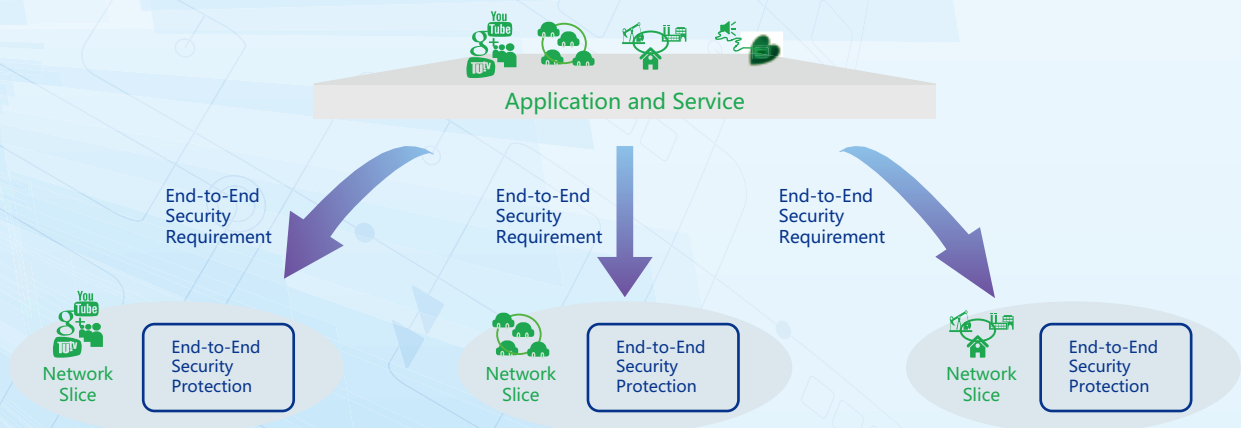 You
Tube
g+
TUTV
Application and Service
End-to-End
Security
Requirement
End-to-End
Security
Requirement
End-to-End
Security
Requirement
You
Tube
g+
TUTV
Network
Slice
End-to-End
Security
Protection
Network
Slice
End-to-End
Security
Protection
Network
Slice
End-to-End
Security
Protection